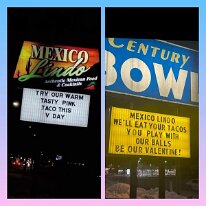 MEXICO
Lindo
Authentic Mexican Food
& Cocktails
TRY OUR WARM
TASTY PINK
TACO THIS
V DAY
CENTURY
BOWL
MEXICO LINDO
WE'LL EAT YOUR TACOS
YOU PLAY WITH
OUR BALLS
BE OUR VALENTINE!